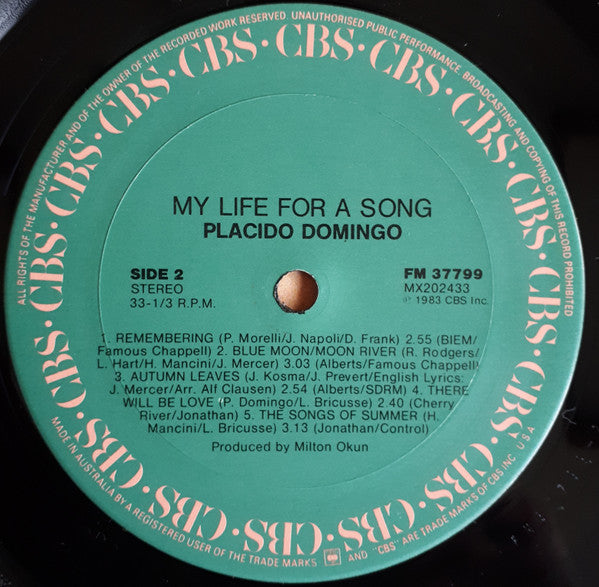 ALL RIGHTS OF THE MANUFACTURER AND OF THE OWNER OF THE RECORDED WORK RESERVED. UNAUTHORISED PUBLIC PERFORMANCE, BROADCASTING AND COPYING OF THIS RECORD PROHIBITED
CBS · CBS · CBS · CBS · CBS · CBS · CBS · CBS · CBS · CBS · CBS · CBS · CBS · CBS · CBS · CBS
MY LIFE FOR A SONG
PLACIDO DOMINGO
SIDE 2
STEREO
33-1/3 R.P.M.
FM 37799
MX202433
℗ 1983 CBS Inc.
1. REMEMBERING (P. Morelli/J. Napoli/D. Frank) 2.55 (BIEM/
Famous Chappell) 2. BLUE MOON/MOON RIVER (R. Rodgers/
L. Hart/H. Mancini/J. Mercer) 3.03 (Alberts/Famous Chappell)
3. AUTUMN LEAVES (J. Kosma/J. Prevert/English Lyrics:
J. Mercer/Arr. Alf Clausen) 2.54 (Alberts/SDRM) 4. THERE
WILL BE LOVE (P. Domingo/L. Bricusse) 2.40 (Cherry
River/Jonathan) 5. THE SONGS OF SUMMER (H.
Mancini/L. Bricusse) 3.13 (Jonathan/Control)
Produced by Milton Okun
MADE IN AUSTRALIA BY A REGISTERED USER OF THE TRADE MARKS AND "CBS" ARE TRADE MARKS OF CBS INC USA